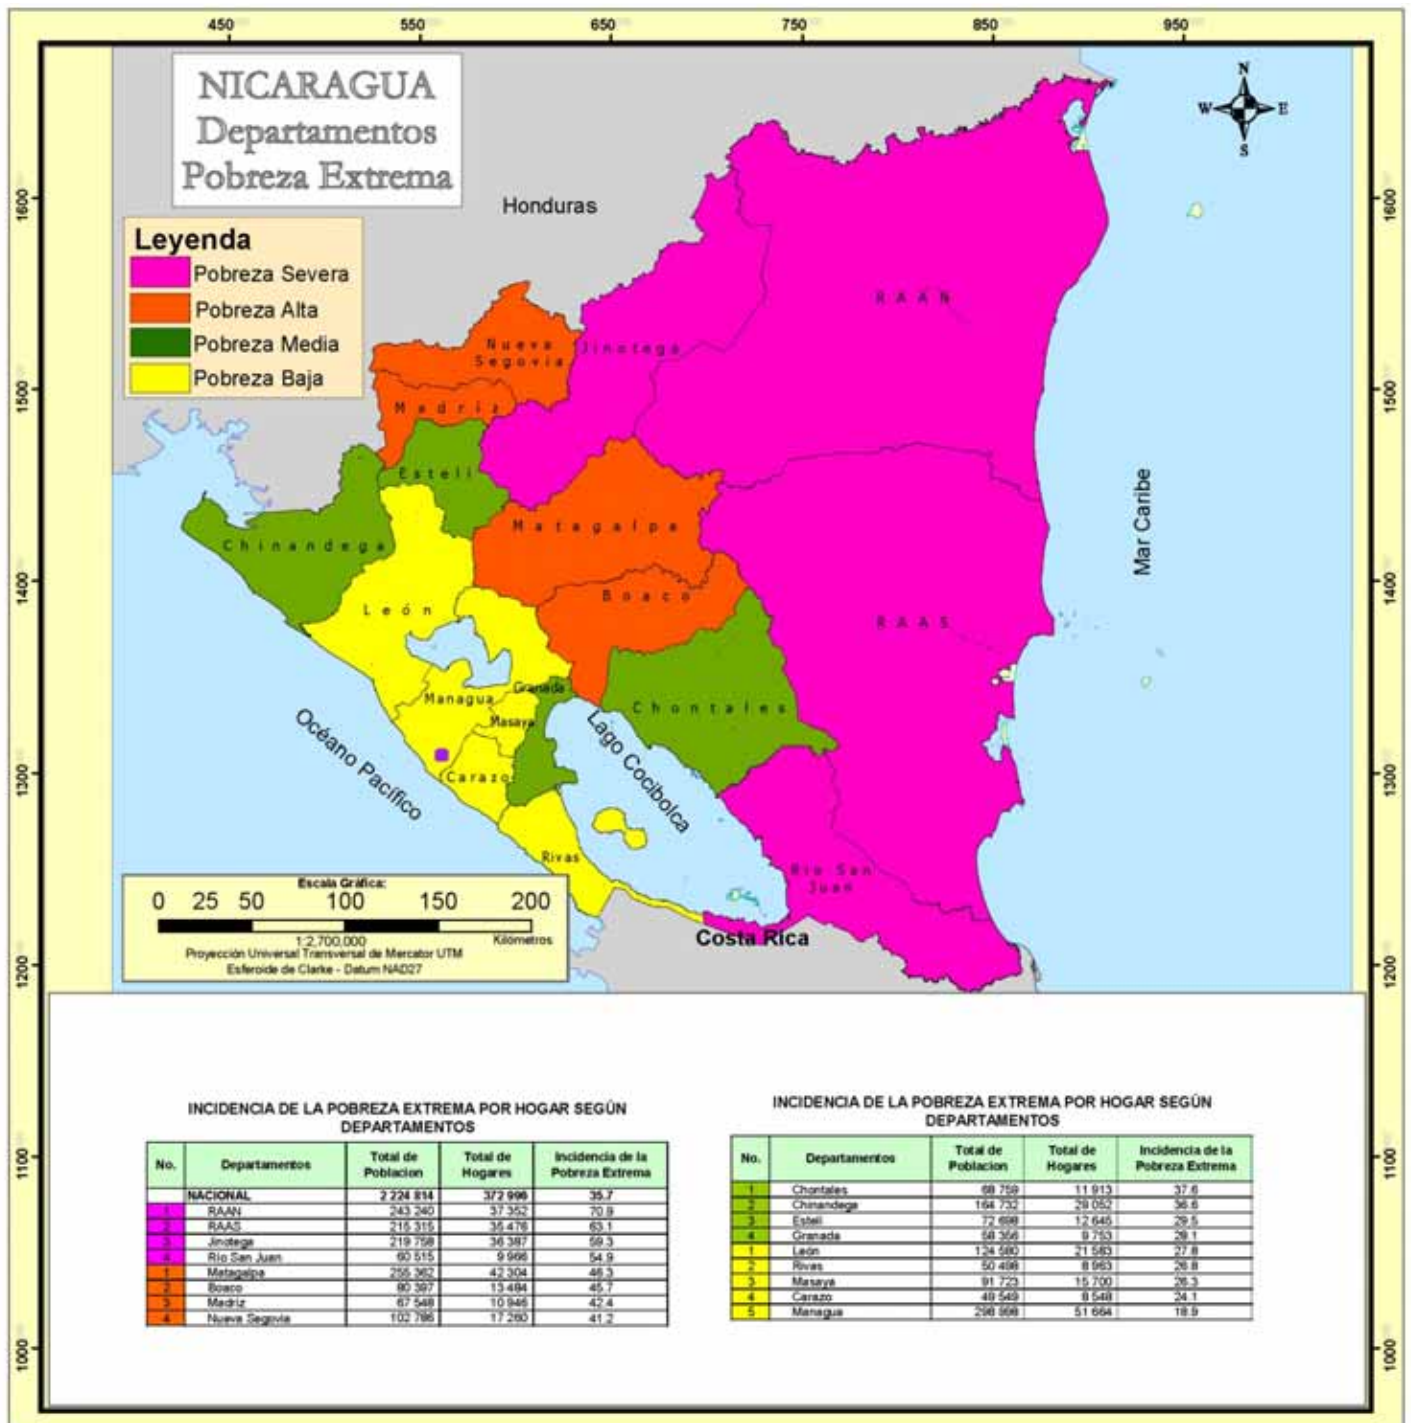 450 550 650 750 850 950
NICARAGUA
Departamentos
Pobreza Extrema
N
W E
S
1600 1600
Honduras
Leyenda
Pobreza Severa
Pobreza Alta
Pobreza Media
Pobreza Baja
RAAN
Nueva
Segovia
Jinotega
1500 1500
Madriz
Estelí
Mar Caribe
Matagalpa
Chinandega
1400 1400
Boaco
León
RAAS
Granada
Managua
Chontales
Masaya
Océano Pacífico
Lago Cocibolca
1300 1300
Carazo
Rivas
Rio San
Juan
Escala Gráfica:
0 25 50 100 150 200
1:2,700,000 Kilómetros
Proyección Universal Transversal de Mercator UTM
Esferoide de Clarke - Datum NAD27
Costa Rica
1200 1200
INCIDENCIA DE LA POBREZA EXTREMA POR HOGAR SEGÚN
DEPARTAMENTOS
No. Departamentos Total de Poblacion Total de Hogares Incidencia de la Pobreza Extrema
NACIONAL 2 224 814 372 996 35.7
1 RAAN 243 240 37 352 70.9
2 RAAS 215 315 35 476 63.1
3 Jinotega 219 758 36 387 59.3
4 Río San Juan 60 515 9 966 54.9
1 Matagalpa 255 362 42 304 46.3
2 Boaco 80 397 13 484 45.7
3 Madriz 67 548 10 946 42.4
4 Nueva Segovia 102 786 17 260 41.2
INCIDENCIA DE LA POBREZA EXTREMA POR HOGAR SEGÚN
DEPARTAMENTOS
No. Departamentos Total de Poblacion Total de Hogares Incidencia de la Pobreza Extrema
1 Chontales 68 759 11 913 37.6
2 Chinandega 164 732 29 052 36.6
3 Estelí 72 698 12 645 29.5
4 Granada 58 356 9 753 28.1
1 León 124 580 21 583 27.8
2 Rivas 50 498 8 963 26.8
3 Masaya 91 723 15 700 26.3
4 Carazo 49 549 8 548 24.1
5 Managua 298 998 51 664 18.9
1100 1100
1000 1000